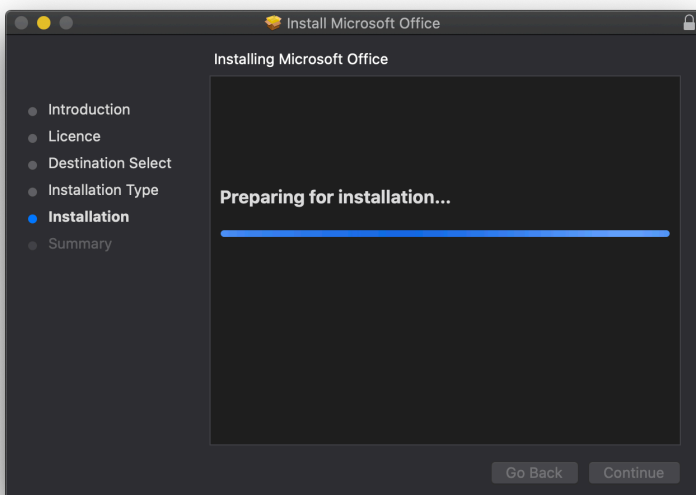 Install Microsoft Office
Installing Microsoft Office
Introduction
Licence
Destination Select
Installation Type
Installation
Summary
Preparing for installation...
Go Back
Continue